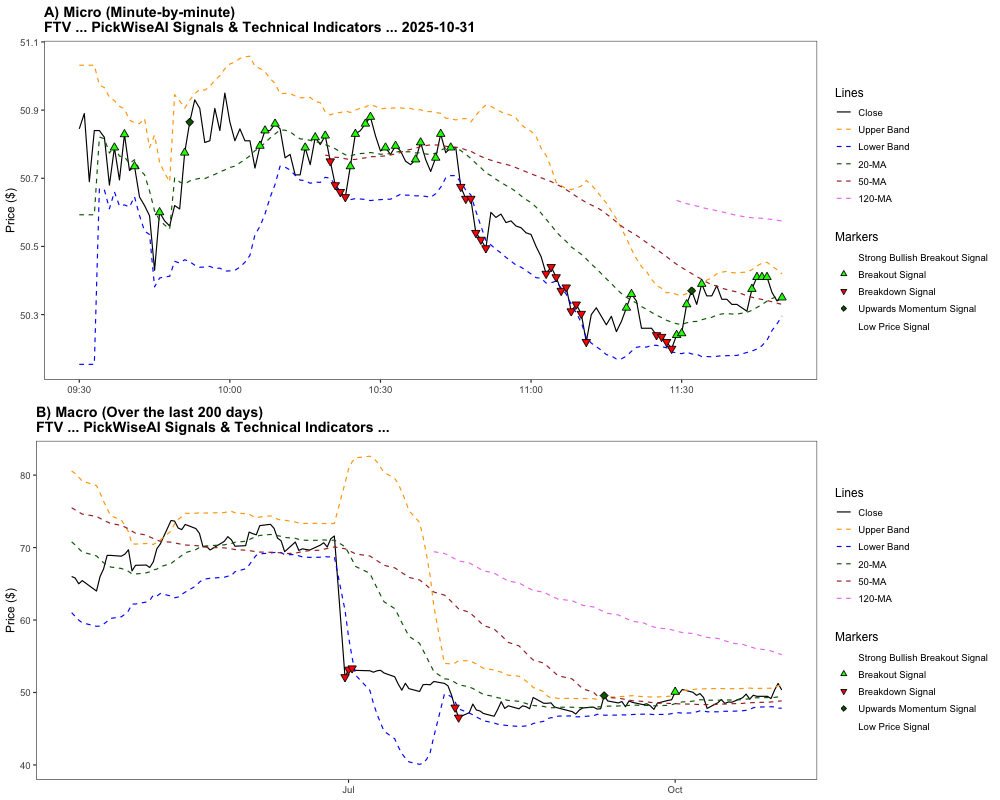 A) Micro (Minute-by-minute)
FTV ... PickWiseAI Signals & Technical Indicators ... 2025-10-31
51.1
50.9
50.7
50.5
50.3
Price ($)
09:30
10:00
10:30
11:00
11:30
Lines
Close
Upper Band
Lower Band
20-MA
50-MA
120-MA
Markers
Strong Bullish Breakout Signal
Breakout Signal
Breakdown Signal
Upwards Momentum Signal
Low Price Signal
B) Macro (Over the last 200 days)
FTV ... PickWiseAI Signals & Technical Indicators ...
80
70
60
50
40
Price ($)
Jul
Oct
Lines
Close
Upper Band
Lower Band
20-MA
50-MA
120-MA
Markers
Strong Bullish Breakout Signal
Breakout Signal
Breakdown Signal
Upwards Momentum Signal
Low Price Signal